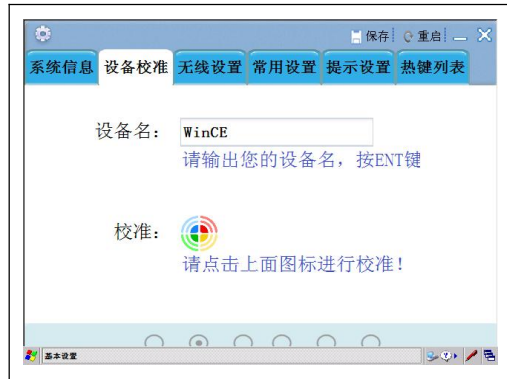 保存 重启
系统信息 设备校准 无线设置 常用设置 提示设置 热键列表
设备名： WinCE
请输出您的设备名，按ENT键
校准：
请点击上面图标进行校准！
基本设置